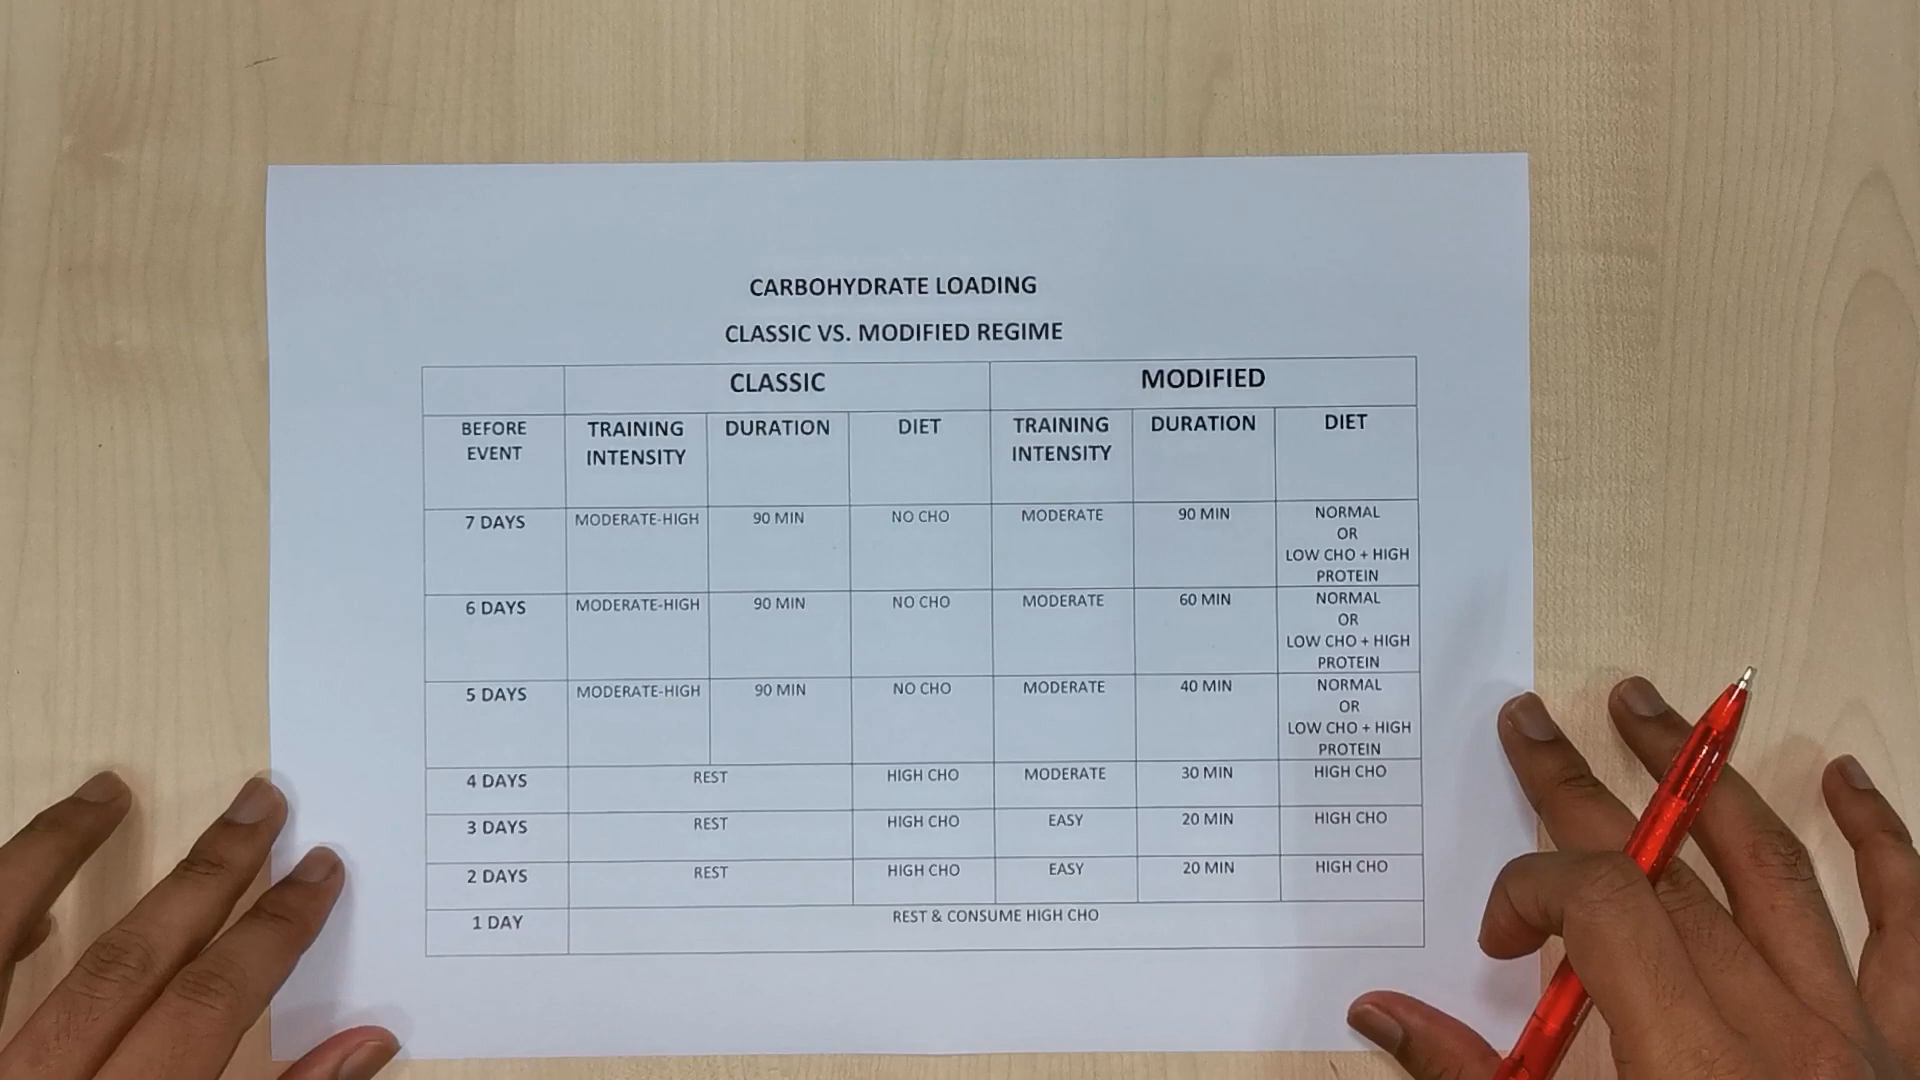 CARBOHYDRATE LOADING
CLASSIC VS. MODIFIED REGIME
CLASSIC MODIFIED
BEFORE EVENT TRAINING INTENSITY DURATION DIET TRAINING INTENSITY DURATION DIET
7 DAYS MODERATE-HIGH 90 MIN NO CHO MODERATE 90 MIN NORMAL OR LOW CHO + HIGH PROTEIN
6 DAYS MODERATE-HIGH 90 MIN NO CHO MODERATE 60 MIN NORMAL OR LOW CHO + HIGH PROTEIN
5 DAYS MODERATE-HIGH 90 MIN NO CHO MODERATE 40 MIN NORMAL OR LOW CHO + HIGH PROTEIN
4 DAYS REST HIGH CHO MODERATE 30 MIN HIGH CHO
3 DAYS REST HIGH CHO EASY 20 MIN HIGH CHO
2 DAYS REST HIGH CHO EASY 20 MIN HIGH CHO
1 DAY REST & CONSUME HIGH CHO